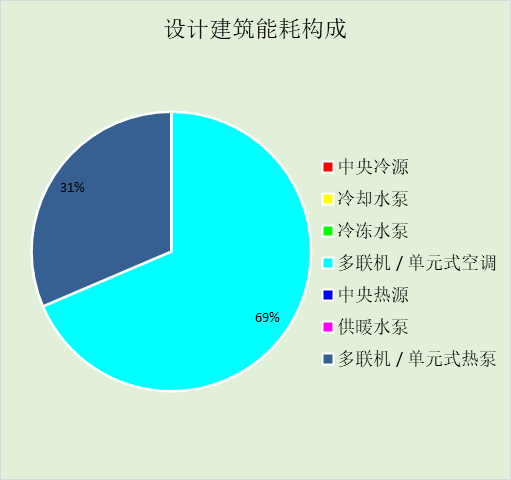 设计建筑能耗构成
31%
69%
中央冷源
冷却水泵
冷冻水泵
多联机 / 单元式空调
中央热源
供暖水泵
多联机 / 单元式热泵